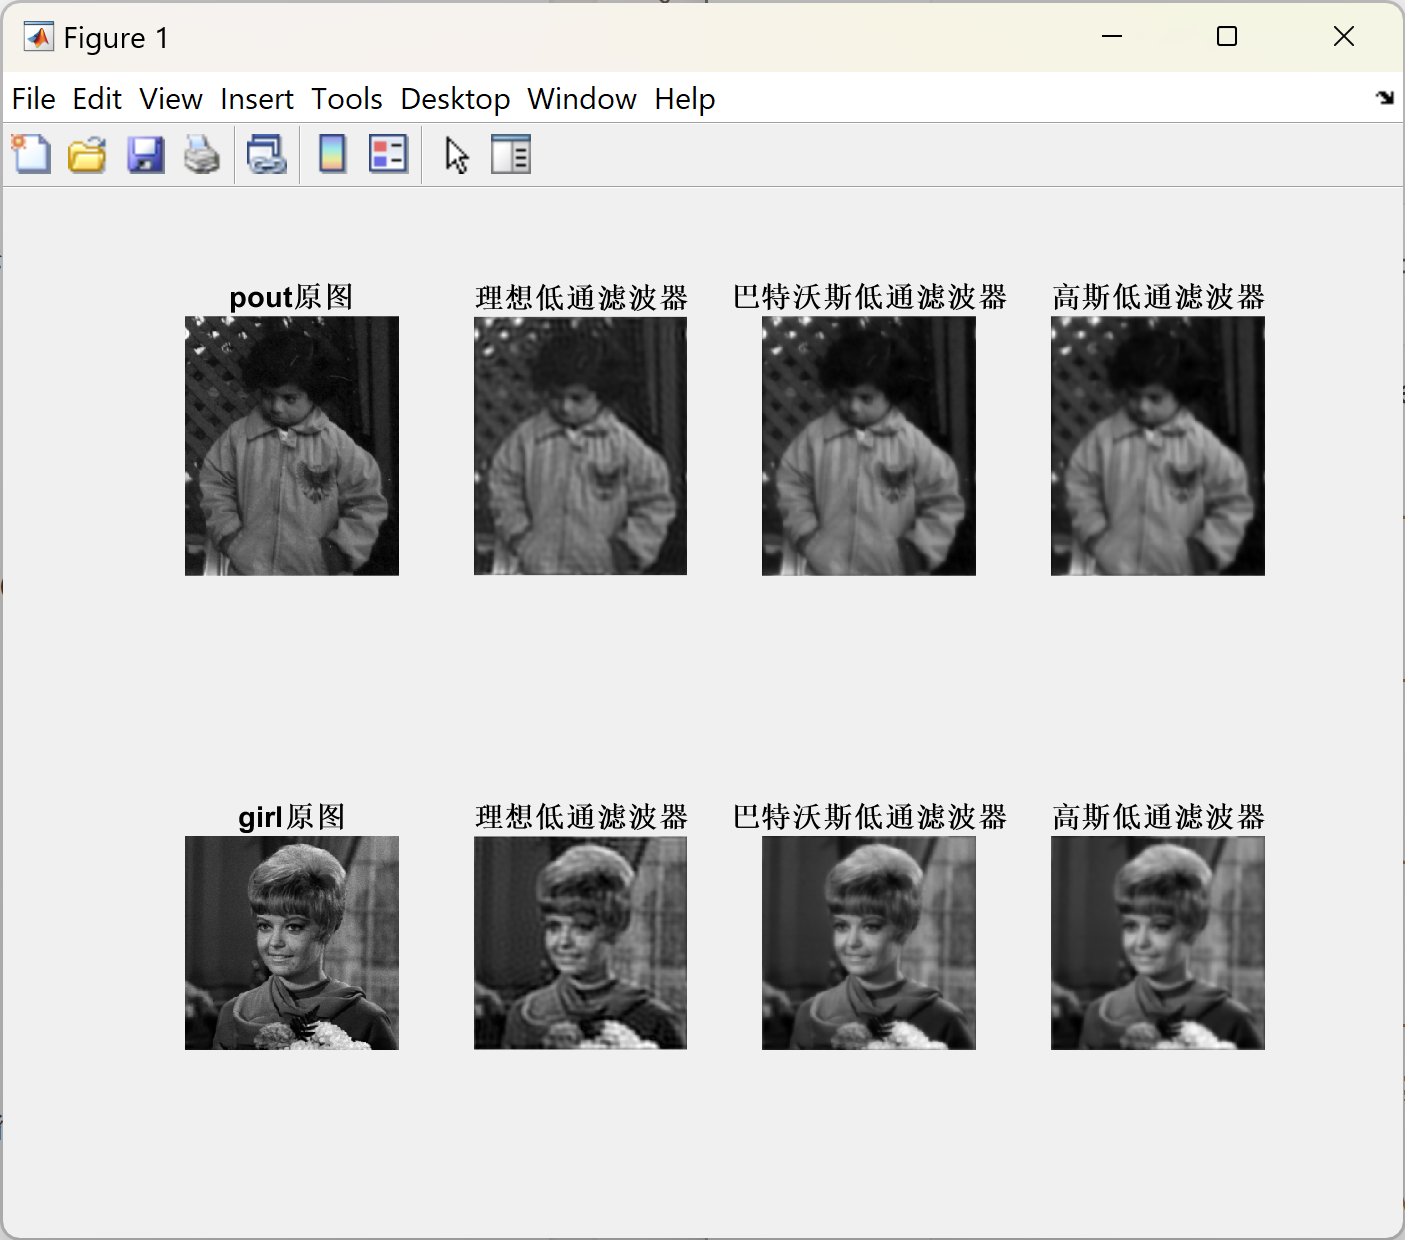 Figure 1
File Edit View Insert Tools Desktop Window Help
pout原图 理想低通滤波器 巴特沃斯低通滤波器 高斯低通滤波器
girl原图 理想低通滤波器 巴特沃斯低通滤波器 高斯低通滤波器